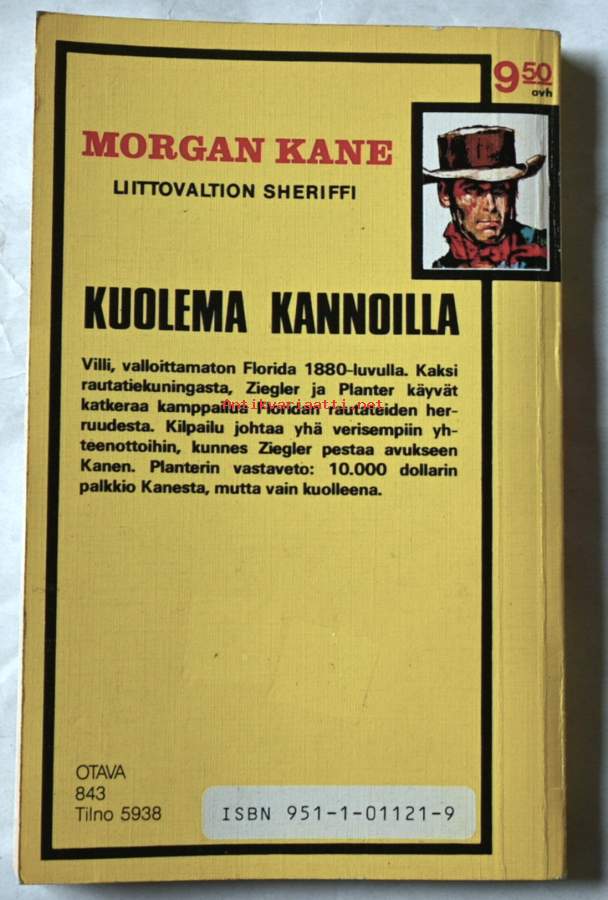 9 50
ovh
MORGAN KANE
LIITTOVALTION SHERIFFI
KUOLEMA KANNOILLA
Villi, valloittamaton Florida 1880-luvulla. Kaksi
rautatiekuningasta, Ziegler ja Planter käyvät
katkeraa kamppailua Floridan rautateiden her-
Antikvariaatti.net
ruudesta. Kilpailu johtaa yhä verisempiin yh-
teenottoihin, kunnes Ziegler pestaa avukseen
Kanen. Planterin vastaveto: 10.000 dollarin
palkkio Kanesta, mutta vain kuolleena.
OTAVA
843
Tilno 5938
ISBN 951-1-01121-9